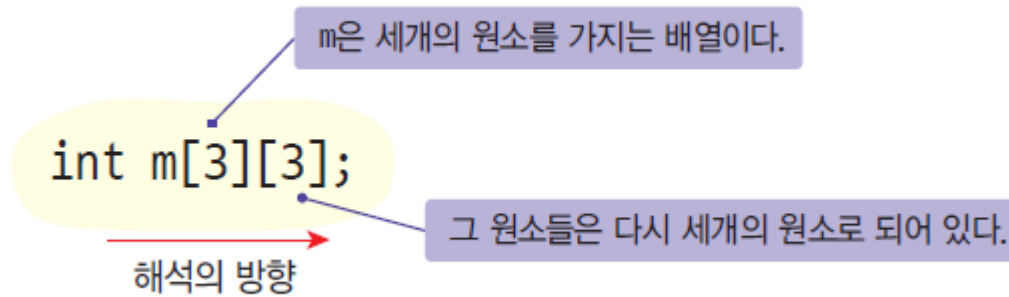 m은 세개의 원소를 가지는 배열이다.
int m[3][3];
그 원소들은 다시 세개의 원소로 되어 있다.
해석의 방향